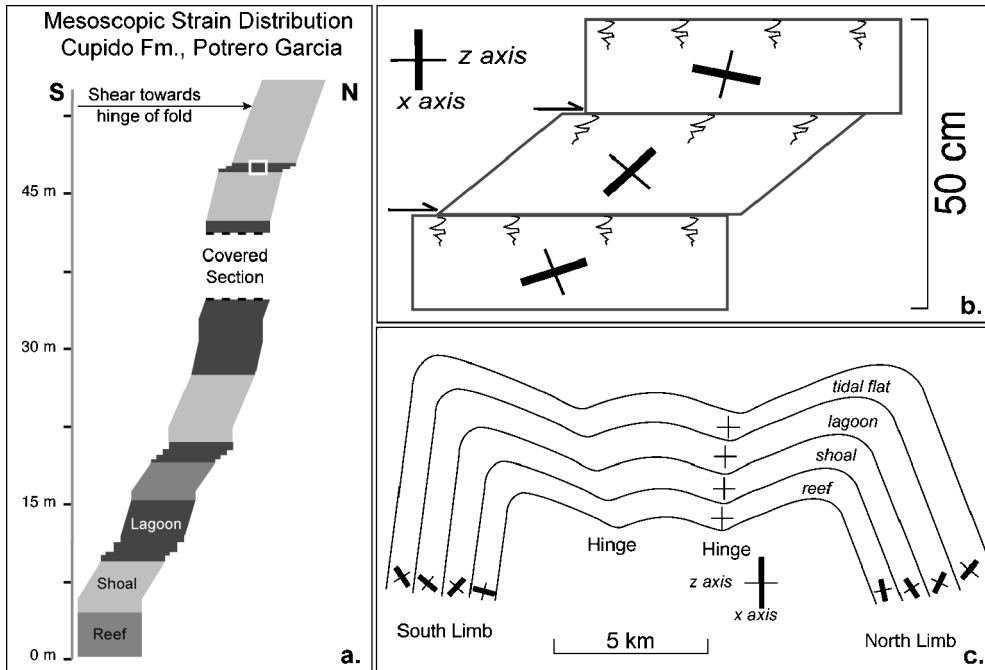 Mesoscopic Strain Distribution
Cupido Fm., Potrero Garcia
S
N
Shear towards
hinge of fold
45 m
Covered
Section
30 m
15 m
Lagoon
Shoal
Reef
0 m
a.
z axis
x axis
50 cm
b.
tidal flat
lagoon
shoal
reef
Hinge
Hinge
z axis
x axis
South Limb
5 km
North Limb
c.